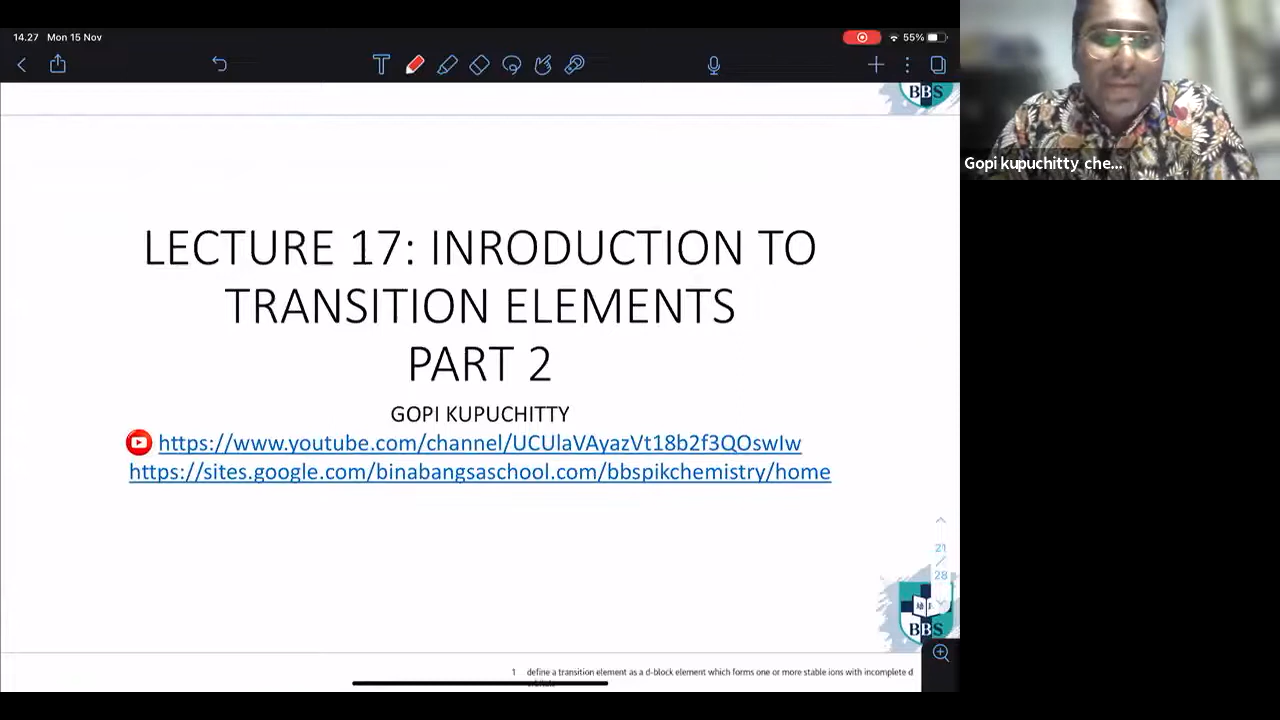 14.27 Mon 15 Nov
55%
T
BBS
Gopi kupuchitty che...
LECTURE 17: INRODUCTION TO
TRANSITION ELEMENTS
PART 2
GOPI KUPUCHITTY
https://www.youtube.com/channel/UCUlaVAyazVt18b2f3QOswIw
https://sites.google.com/binabangsaschool.com/bbspikchemistry/home
21
/
28
BBS
1 define a transition element as a d-block element which forms one or more stable ions with incomplete d